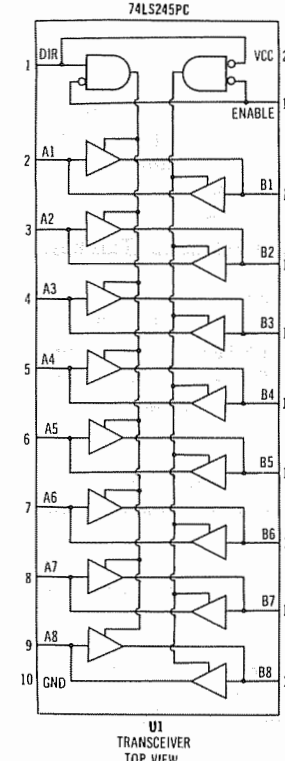 74LS245PC
1 DIR VCC
ENABLE
2 A1 B1
3 A2 B2
4 A3 B3
5 A4 B4
6 A5 B5
7 A6 B6
8 A7 B7
9 A8 B8
10 GND
U1
TRANSCEIVER
TOP VIEW